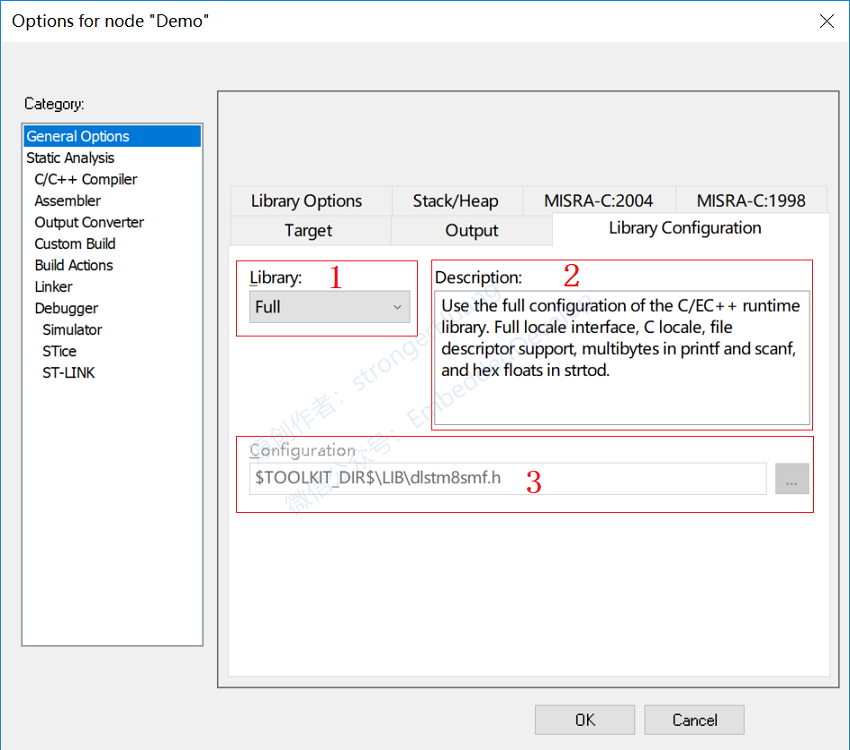 Options for node "Demo"
Category:
General Options
Static Analysis
C/C++ Compiler
Assembler
Output Converter
Custom Build
Build Actions
Linker
Debugger
Simulator
STice
ST-LINK
Library Options
Stack/Heap
MISRA-C:2004
MISRA-C:1998
Target
Output
Library Configuration
Library:
1
Full
Description:
2
Use the full configuration of the C/EC++ runtime
library. Full locale interface, C locale, file
descriptor support, multibytes in printf and scanf,
and hex floats in strtod.
Configuration
$TOOLKIT_DIR$\LIB\dlstm8smf.h
3
...
原创作者：strongerHuang
微信公众号：EmbeddedDevelop
OK
Cancel